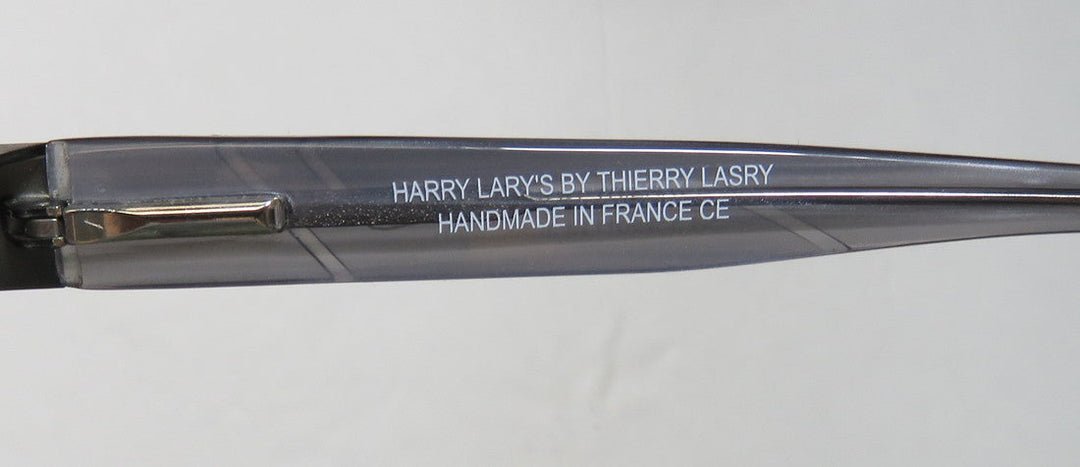 HARRY LARY'S BY THIERRY LASRY
HANDMADE IN FRANCE CE